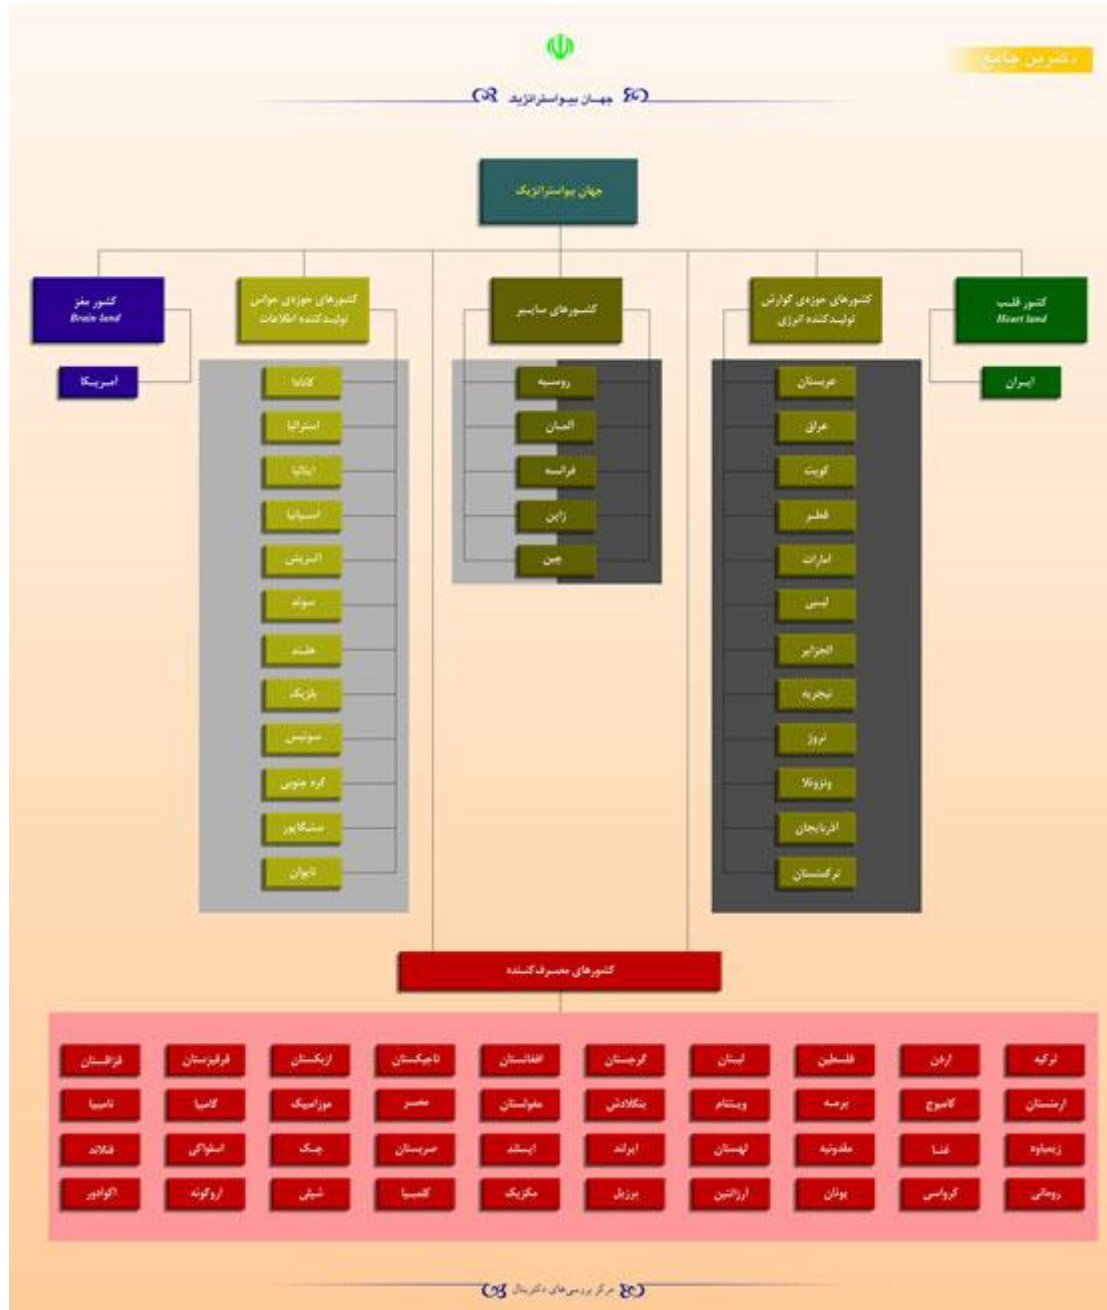 دکترین جامع
جهان بیواستراتژیک
جهان بیواستراتژیک
کشور قلب
Heart land
ایران
کشورهای حوزه‌ی گوارش
تولیدکننده انرژی
عربستان
عراق
کویت
قطر
امارات
لیبی
الجزایر
نیجریه
نروژ
ونزوئلا
آذربایجان
ترکمنستان
کشورهای سایبر
روسیه
آلمان
فرانسه
ژاپن
چین
کشورهای حوزه‌ی حواس
تولیدکننده اطلاعات
کانادا
استرالیا
ایتالیا
اسپانیا
اتریش
سوئد
هلند
بلژیک
سوئیس
کره جنوبی
سنگاپور
تایوان
کشور مغز
Brain land
آمریکا
کشورهای مصرف‌کننده
ترکیه اردن فلسطین لبنان گرجستان افغانستان تاجیکستان ازبکستان قرقیزستان قزاقستان
ارمنستان کامبوج برمه ویتنام بنگلادش مغولستان مصر موزامبیک گامبیا نامیبیا
زیمباوه غنا مقدونیه لهستان ایرلند ایسلند صربستان چک اسلواکی فنلاند
رومانی کرواسی یونان آرژانتین برزیل مکزیک کلمبیا شیلی اروگوئه اکوادور
مرکز بررسی‌های دکترینال